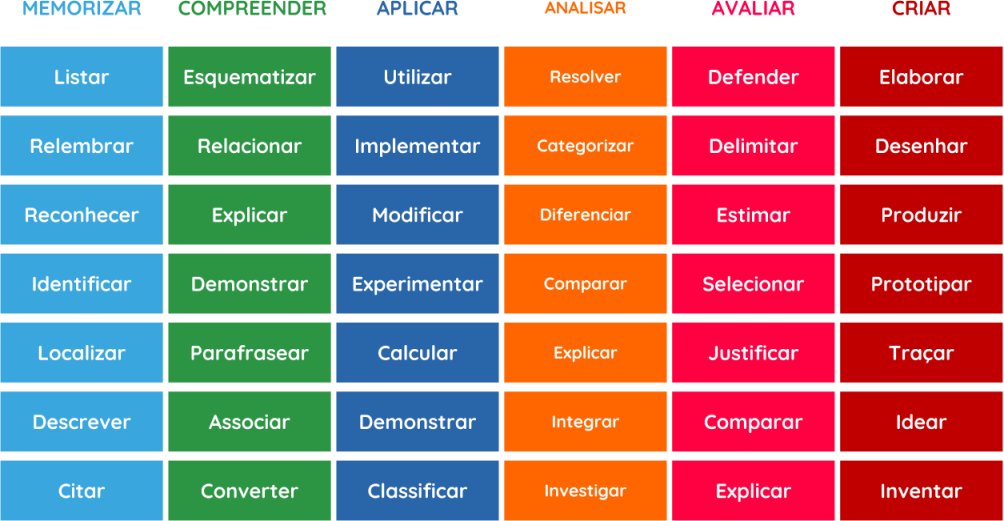 MEMORIZAR COMPREENDER APLICAR ANALISAR AVALIAR CRIAR
Listar Esquematizar Utilizar Resolver Defender Elaborar
Relembrar Relacionar Implementar Categorizar Delimitar Desenhar
Reconhecer Explicar Modificar Diferenciar Estimar Produzir
Identificar Demonstrar Experimentar Comparar Selecionar Prototipar
Localizar Parafrasear Calcular Explicar Justificar Traçar
Descrever Associar Demonstrar Integrar Comparar Idear
Citar Converter Classificar Investigar Explicar Inventar